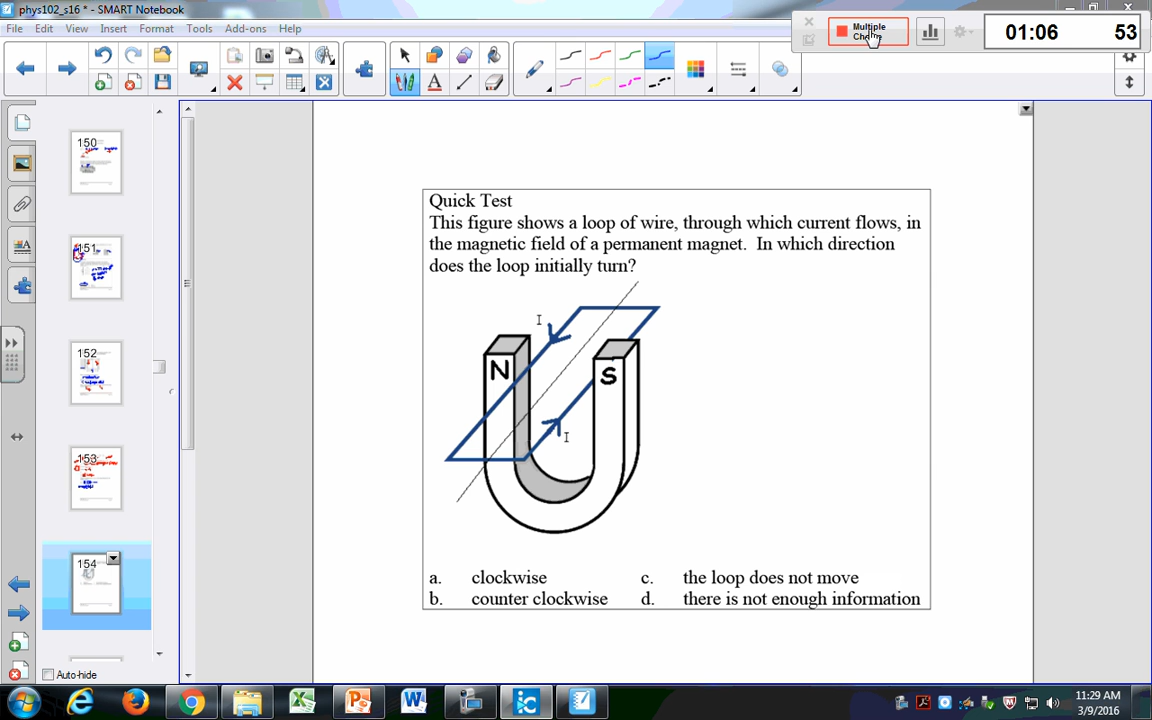 phys102_s16 * - SMART Notebook
File Edit View Insert Format Tools Add-ons Help
Multiple
01:06 53
150
151
152
153
154
Quick Test
This figure shows a loop of wire, through which current flows, in
the magnetic field of a permanent magnet. In which direction
does the loop initially turn?
I
N
S
I
a. clockwise c. the loop does not move
b. counter clockwise d. there is not enough information
Auto-hide
11:29 AM
3/9/2016